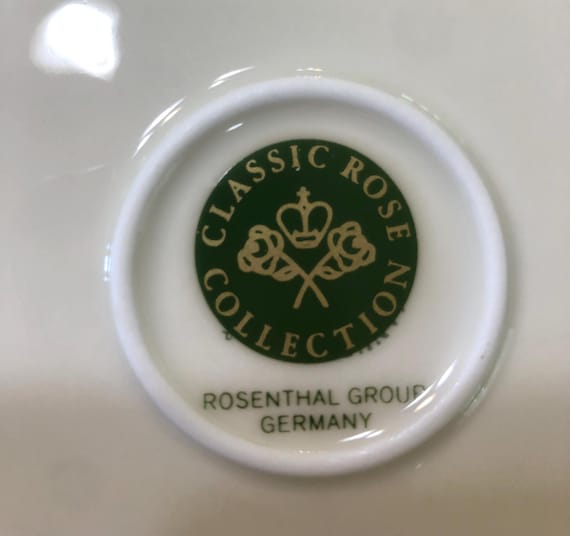 CLASSIC ROSE
COLLECTION
ROSENTHAL GROUP
GERMANY